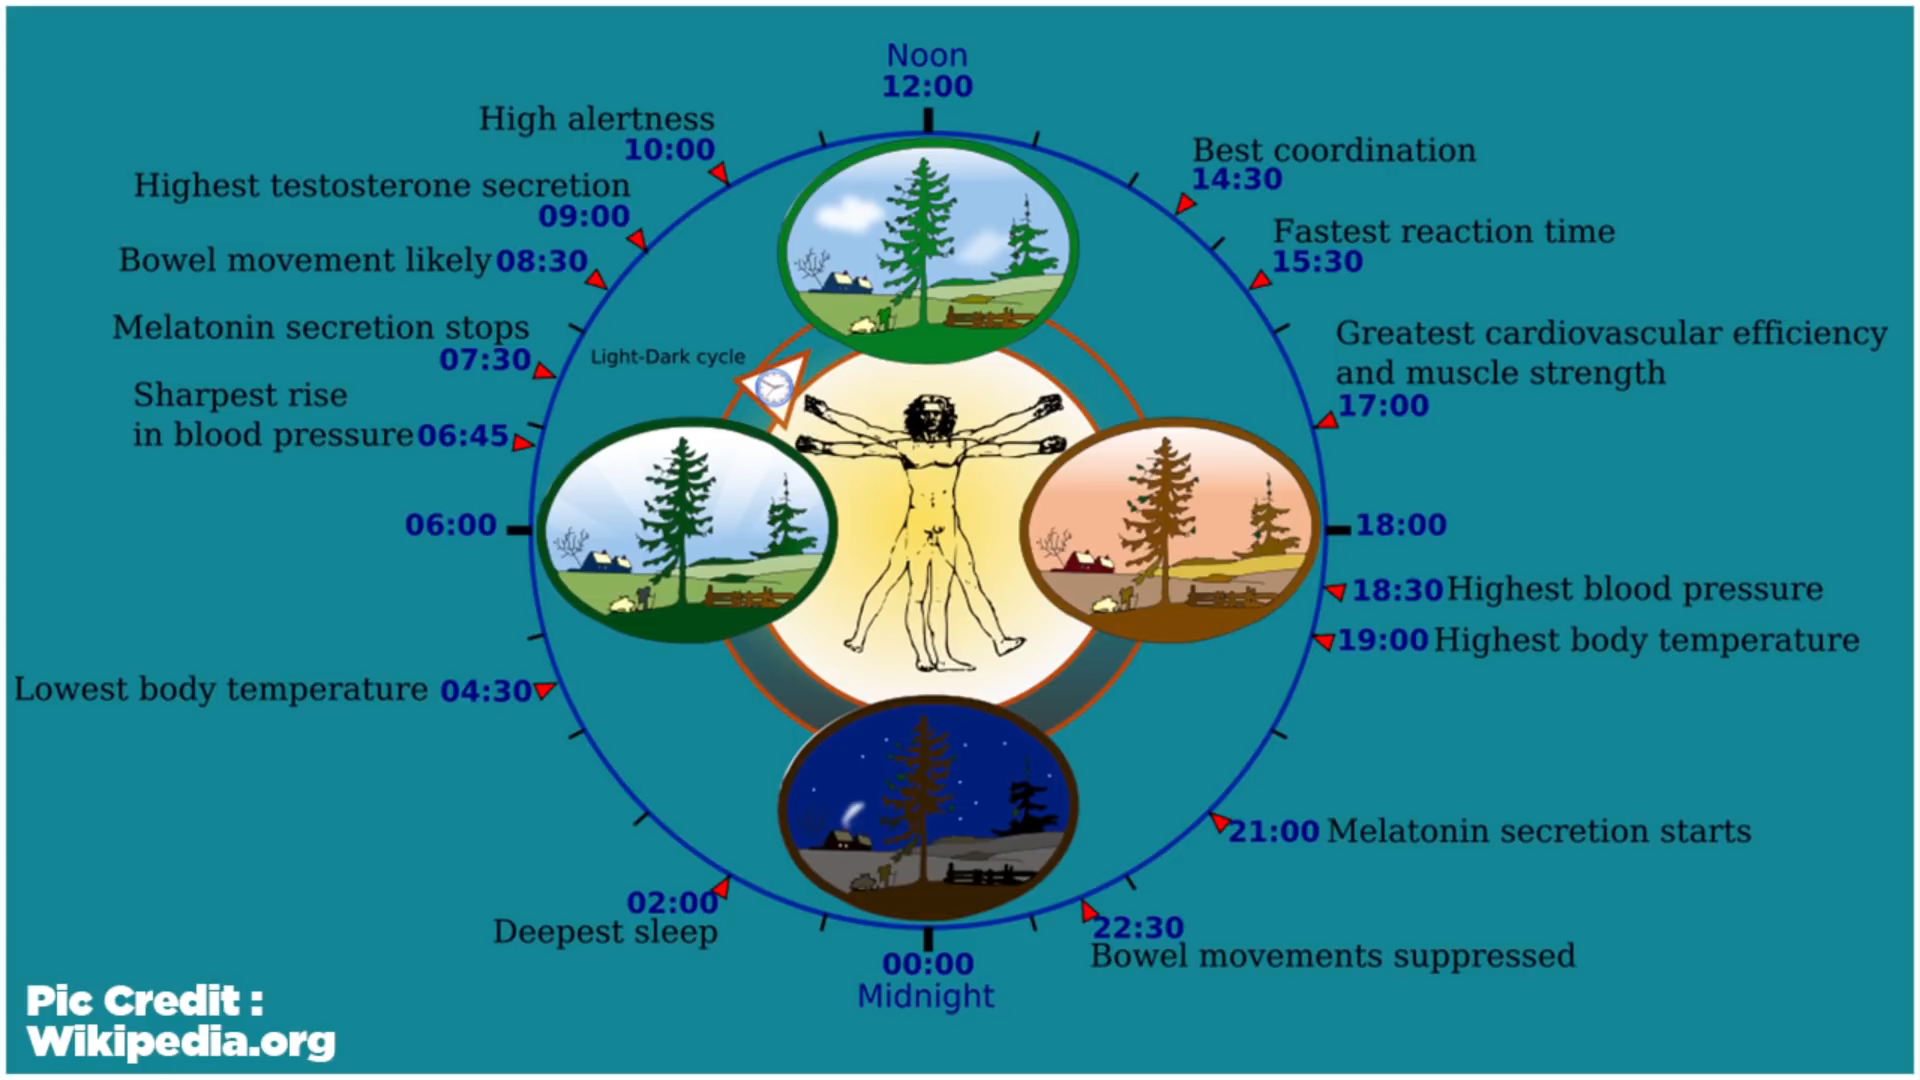 Noon
12:00
High alertness
10:00
Highest testosterone secretion
09:00
Bowel movement likely 08:30
Melatonin secretion stops
07:30
Light-Dark cycle
Sharpest rise
in blood pressure 06:45
06:00
Lowest body temperature 04:30
02:00
Deepest sleep
00:00
Midnight
Best coordination
14:30
Fastest reaction time
15:30
Greatest cardiovascular efficiency
and muscle strength
17:00
18:00
18:30 Highest blood pressure
19:00 Highest body temperature
21:00 Melatonin secretion starts
22:30
Bowel movements suppressed
Pic Credit :
Wikipedia.org